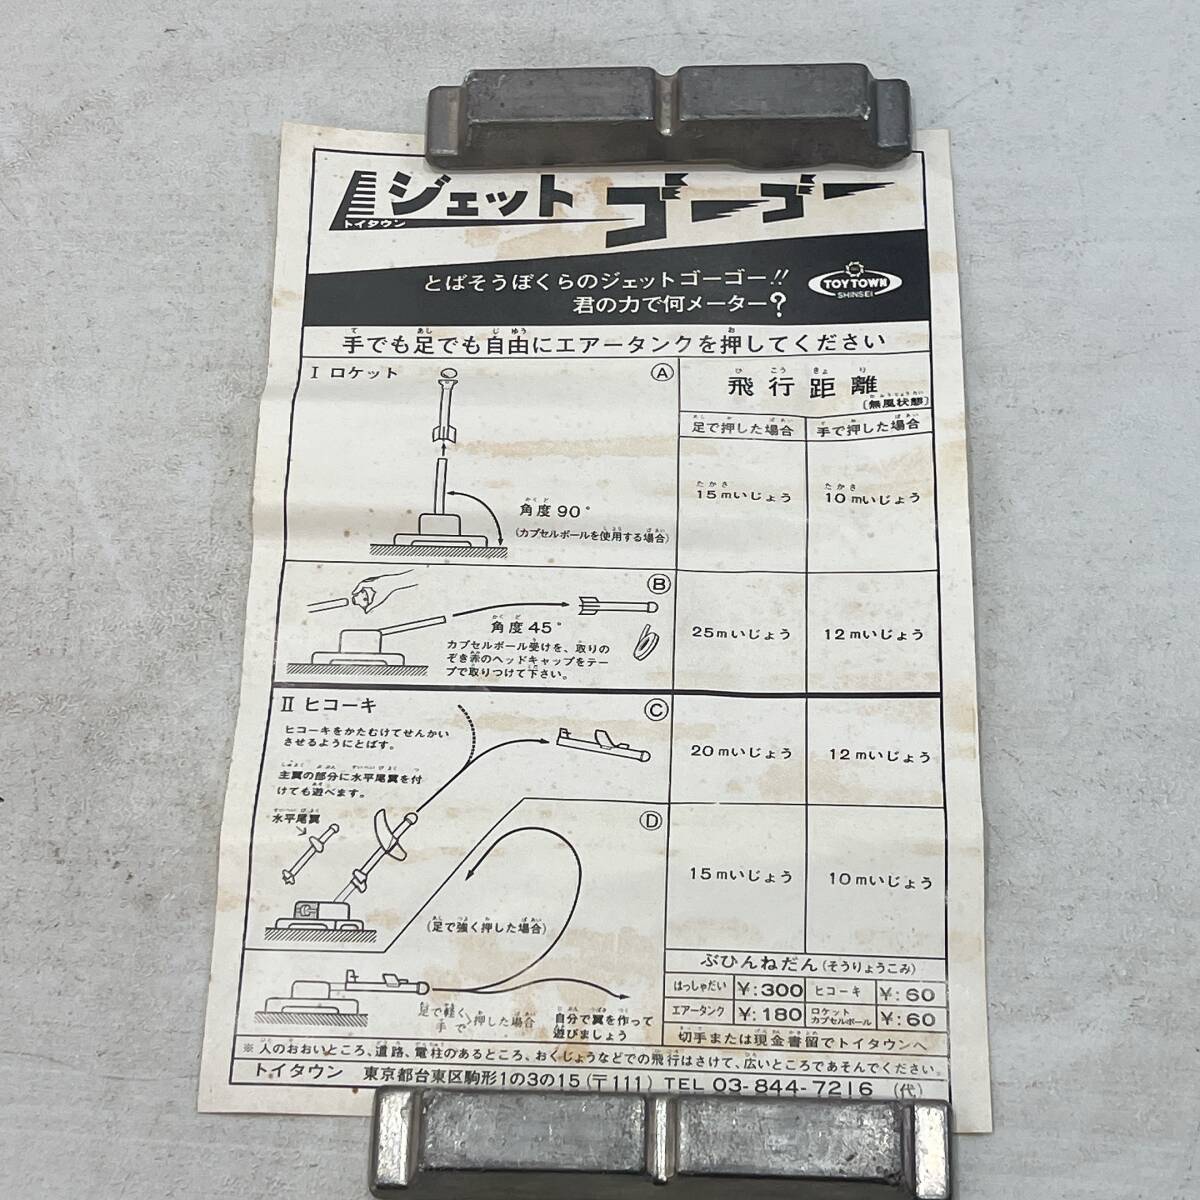 ジェット ゴーゴー
トイタウン
とばそうぼくらのジェットゴーゴー!!
君の力で何メーター?
TOYTOWN
SHINSEI
手でも足でも自由にエアータンクを押してください
I ロケット
Ⓐ
角度90°
(カプセルボールを使用する場合)
飛行距離
〔無風状態〕
足で押した場合
手で押した場合
たかさ
15mいじょう
たかさ
10mいじょう
Ⓑ
角度45°
カプセルボール受けを、取りの
ぞき赤のヘッドキャップをテー
プで取りつけて下さい。
25mいじょう
12mいじょう
II ヒコーキ
Ⓒ
ヒコーキをかたむけてせんかい
させるようにとばす。
主翼の部分に水平尾翼を付
けても遊べます。
水平尾翼
20mいじょう
12mいじょう
Ⓓ
(足で強く押した場合)
15mいじょう
10mいじょう
足で軽く
手で
押した場合
自分で翼を作って
遊びましょう
ぶひんねだん(そうりょうこみ)
はっしゃだい ¥:300 ヒコーキ ¥:60
エアータンク ¥:180 ロケット カプセルボール ¥:60
切手または現金書留でトイタウンへ
※人のおおいところ、道路、電柱のあるところ、おくじょうなどでの飛行はさけて、広いところであそんでください。
トイタウン 東京都台東区駒形1の3の15(〒111) TEL 03-844-7216 (代)